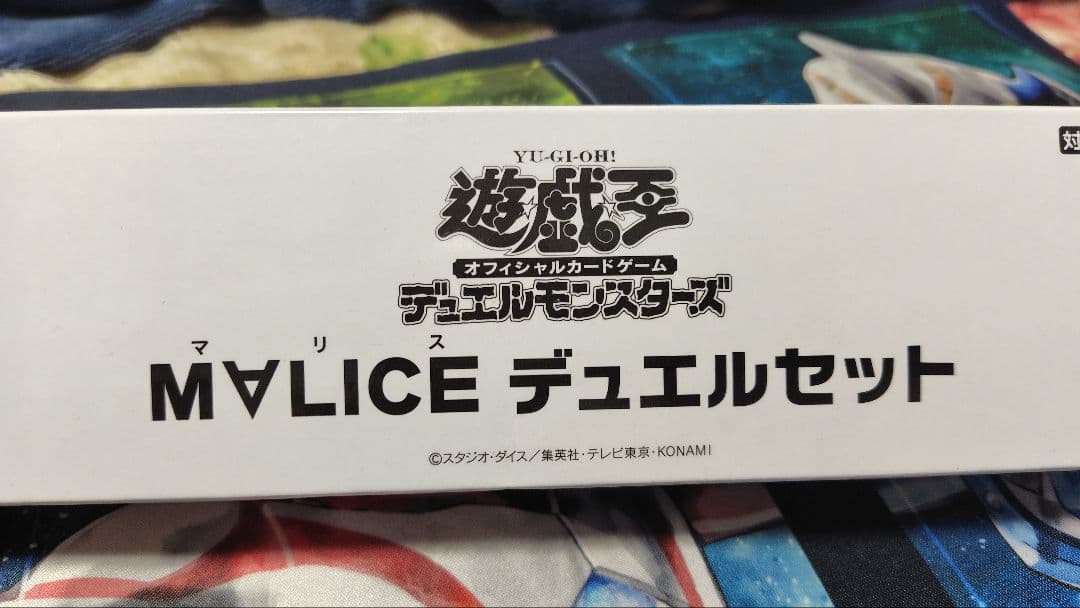 対
YU-GI-OH!
遊戯王
オフィシャルカードゲーム
デュエルモンスターズ
マリス
M∀LICE デュエルセット
©スタジオ・ダイス／集英社・テレビ東京・KONAMI